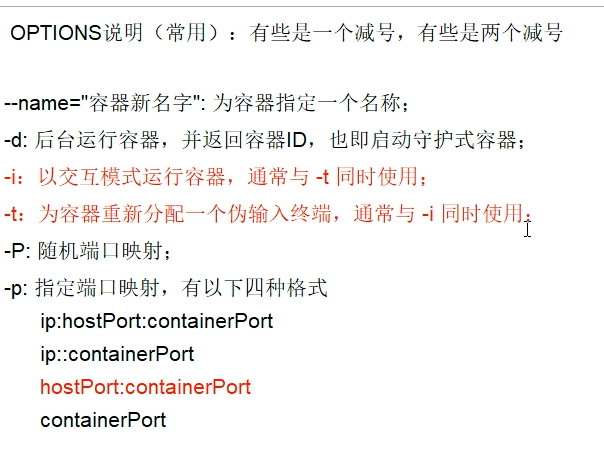 OPTIONS说明（常用）：有些是一个减号，有些是两个减号
--name="容器新名字": 为容器指定一个名称；
-d: 后台运行容器，并返回容器ID，也即启动守护式容器；
-i：以交互模式运行容器，通常与 -t 同时使用；
-t：为容器重新分配一个伪输入终端，通常与 -i 同时使用；
-P: 随机端口映射；
-p: 指定端口映射，有以下四种格式
ip:hostPort:containerPort
ip::containerPort
hostPort:containerPort
containerPort